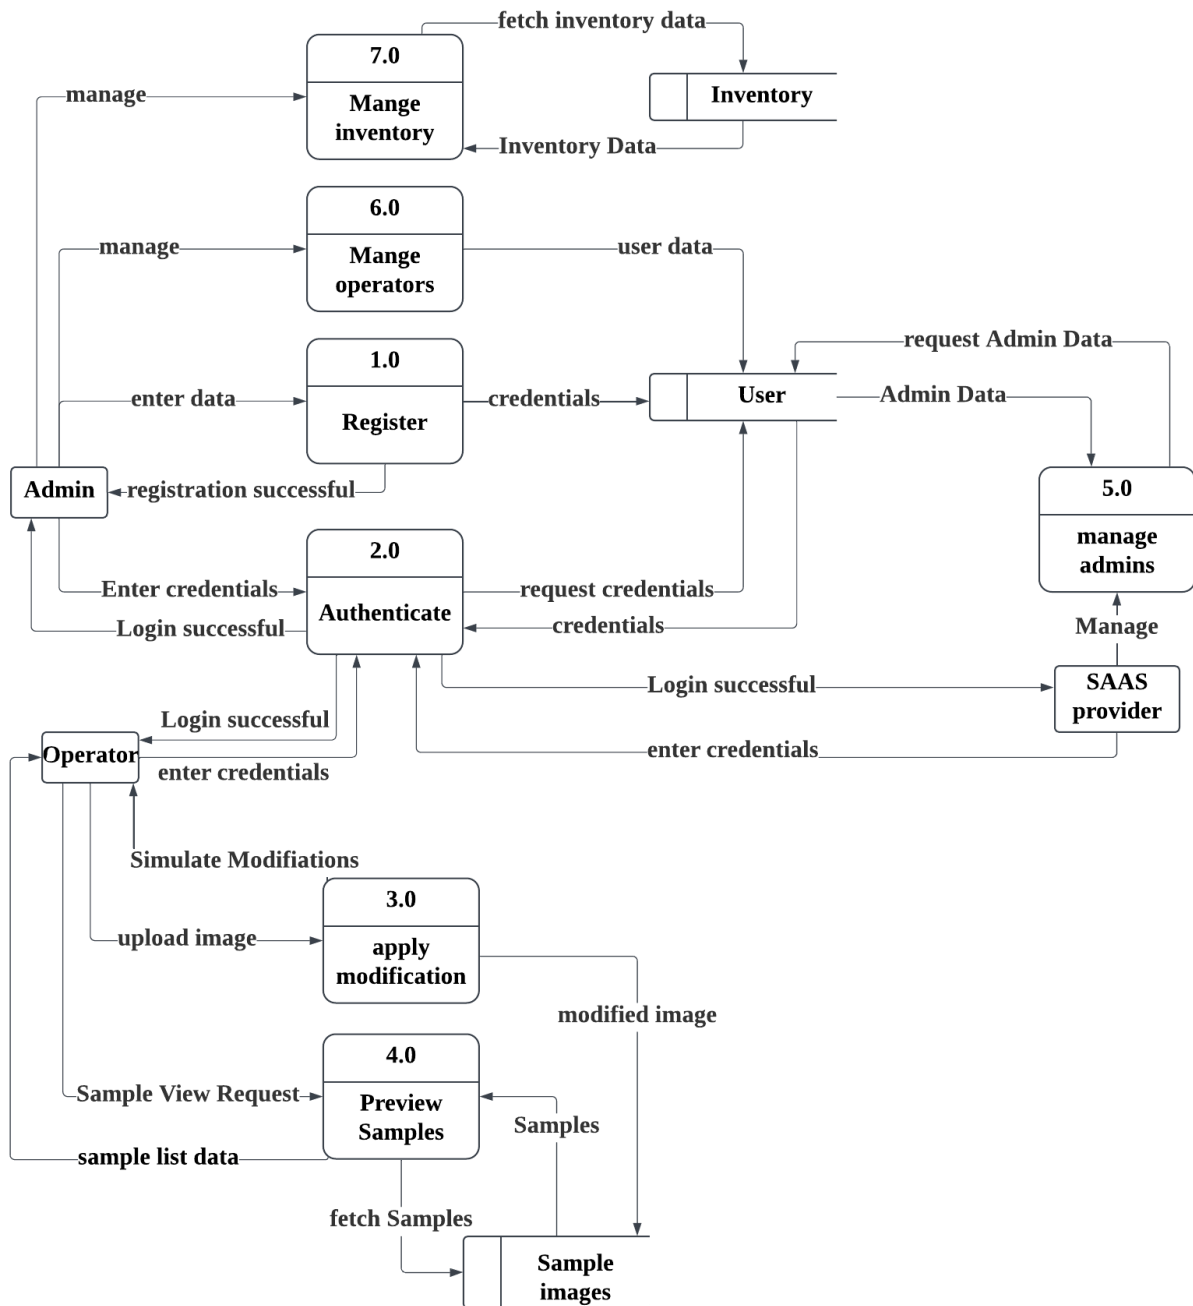 fetch inventory data
7.0
manage
Mange
inventory
Inventory
Inventory Data
6.0
manage
Mange
operators
user data
1.0
request Admin Data
enter data
Register
credentials
User
Admin Data
Admin
registration successful
5.0
manage
admins
2.0
Enter credentials
Authenticate
request credentials
Login successful
credentials
Manage
Login successful
SAAS
provider
Login successful
Operator
enter credentials
enter credentials
Simulate Modifiations
3.0
upload image
apply
modification
modified image
4.0
Sample View Request
Preview
Samples
Samples
sample list data
fetch Samples
Sample
images